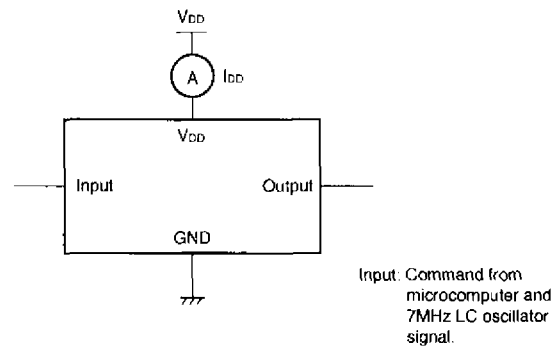 VDD
A IDD
VDD
Input Output
GND
Input: Command from
microcomputer and
7MHz LC oscillator
signal.